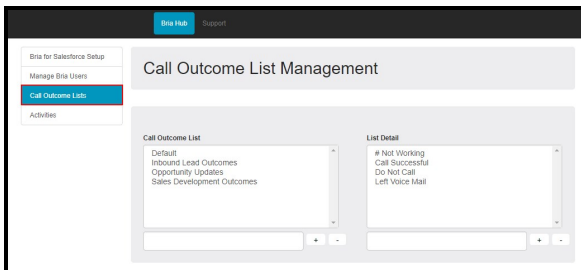 Bria Hub Support
Bria for Salesforce Setup
Manage Bria Users
Call Outcome Lists
Activities
Call Outcome List Management
Call Outcome List
Default
Inbound Lead Outcomes
Opportunity Updates
Sales Development Outcomes
+ -
List Detail
# Not Working
Call Successful
Do Not Call
Left Voice Mail
+ -